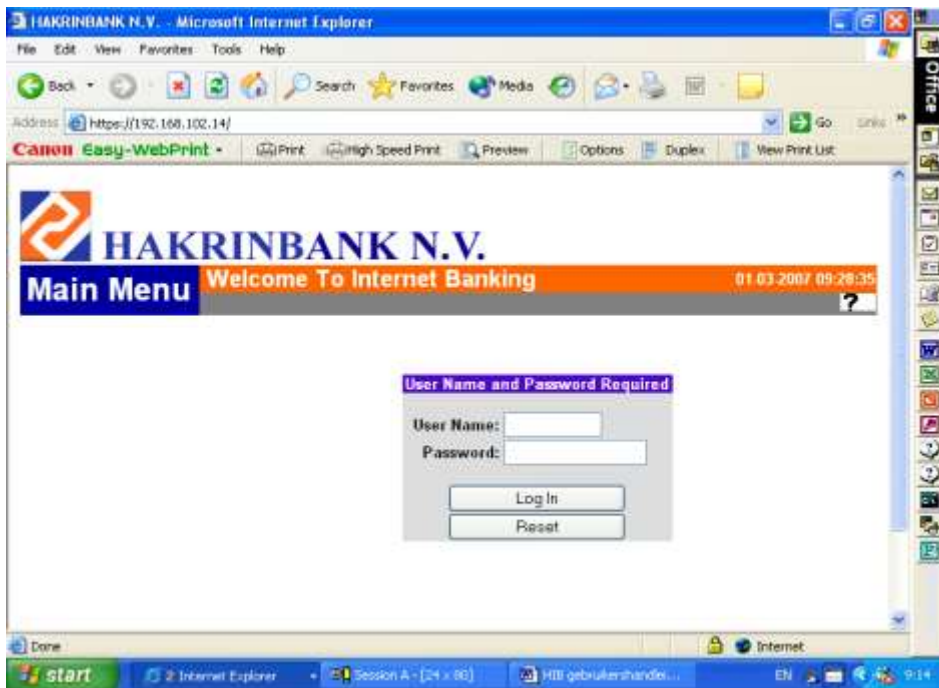 HAKRINBANK N.V. - Microsoft Internet Explorer
File Edit View Favorites Tools Help
Back Search Favorites Media
Address https://192.168.102.14/ Go Links
Canon Easy-WebPrint Print High Speed Print Preview Options Duplex View Print List
Office
HAKRINBANK N.V.
Main Menu
Welcome To Internet Banking 01.03.2007 09:28:35
?
User Name and Password Required
User Name:
Password:
Log In
Reset
Done Internet
start 2 Internet Explorer Session A - [24 x 80] HIB gebruikershandlei... EN 9:14